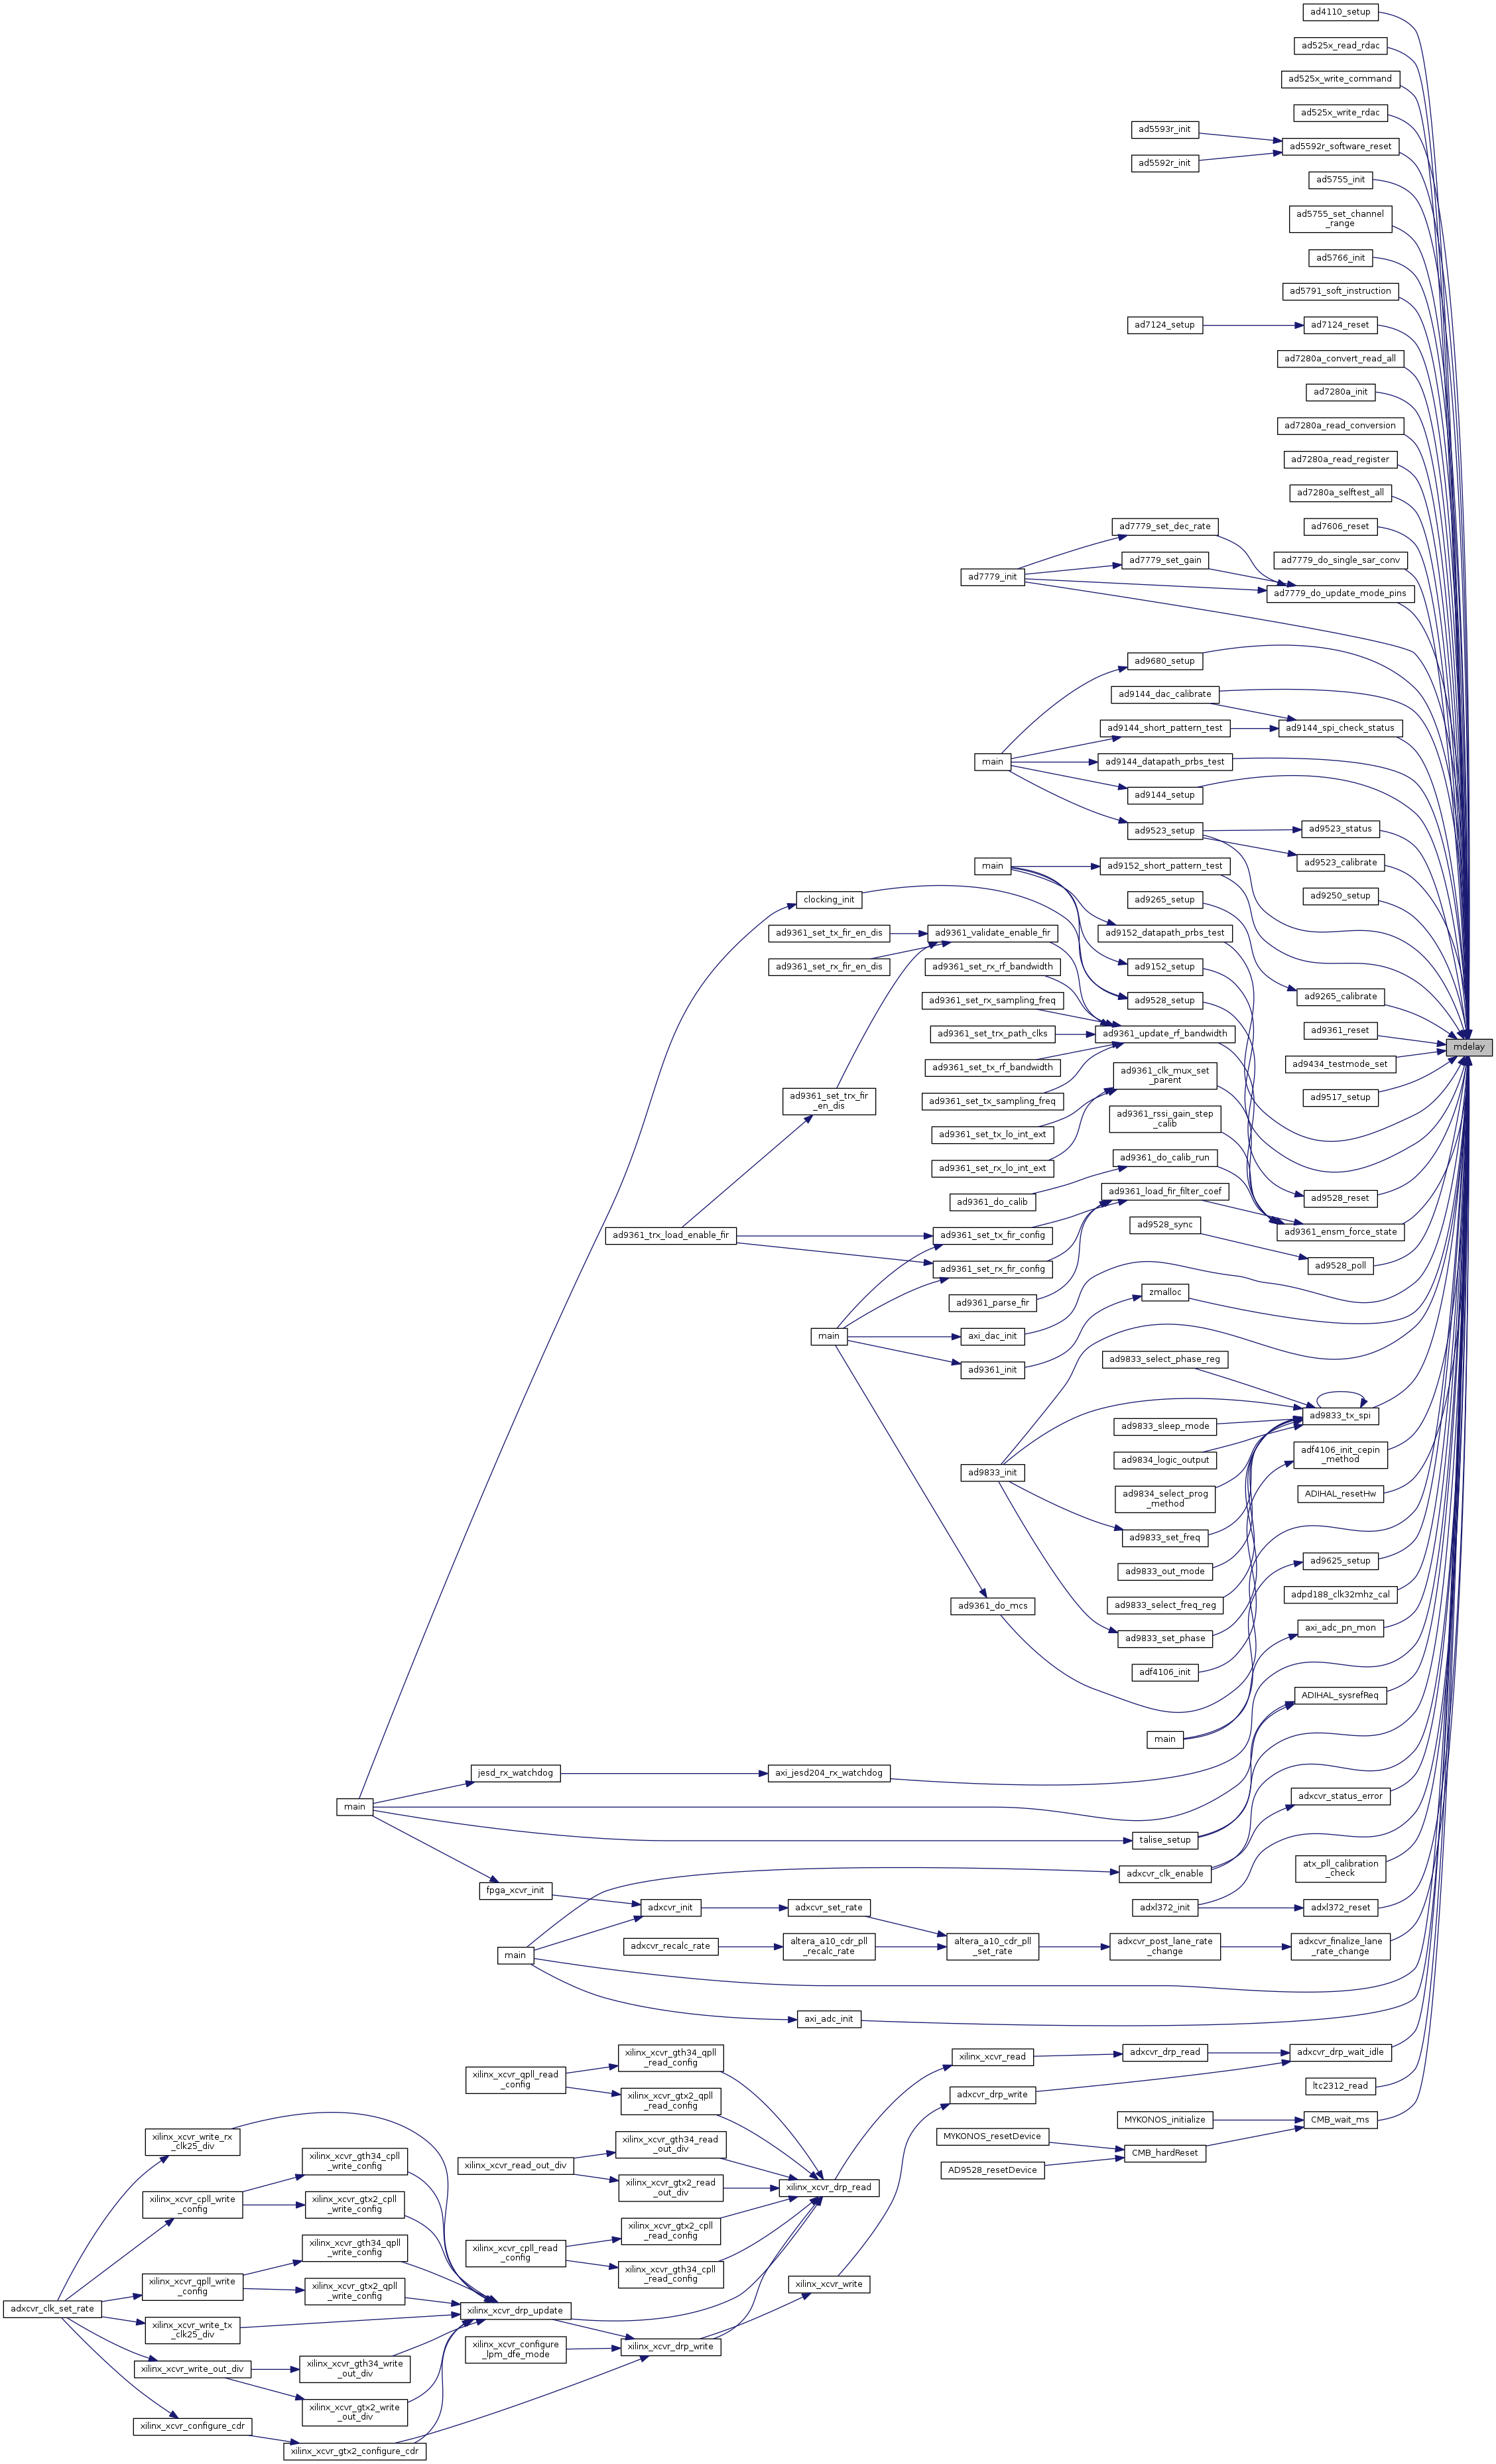 ad4110_setup
ad525x_read_rdac
ad525x_write_command
ad525x_write_rdac
ad5593r_init
ad5592r_software_reset
ad5592r_init
ad5755_init
ad5755_set_channel
_range
ad5766_init
ad5791_soft_instruction
ad7124_setup
ad7124_reset
ad7280a_convert_read_all
ad7280a_init
ad7280a_read_conversion
ad7280a_read_register
ad7280a_selftest_all
ad7779_set_dec_rate
ad7606_reset
ad7779_set_gain
ad7779_do_single_sar_conv
ad7779_init
ad7779_do_update_mode_pins
ad9680_setup
ad9144_dac_calibrate
ad9144_short_pattern_test
ad9144_spi_check_status
main
ad9144_datapath_prbs_test
ad9144_setup
ad9523_setup
ad9523_status
ad9523_calibrate
main
ad9152_short_pattern_test
clocking_init
ad9265_setup
ad9250_setup
ad9361_set_tx_fir_en_dis
ad9361_validate_enable_fir
ad9152_datapath_prbs_test
ad9361_set_rx_fir_en_dis
ad9361_set_rx_rf_bandwidth
ad9152_setup
ad9361_set_rx_sampling_freq
ad9528_setup
ad9265_calibrate
ad9361_set_trx_path_clks
ad9361_update_rf_bandwidth
ad9361_reset
mdelay
ad9361_set_tx_rf_bandwidth
ad9361_clk_mux_set
_parent
ad9434_testmode_set
ad9361_set_trx_fir
_en_dis
ad9361_set_tx_sampling_freq
ad9517_setup
ad9361_rssi_gain_step
_calib
ad9361_set_tx_lo_int_ext
ad9361_set_rx_lo_int_ext
ad9361_do_calib_run
ad9361_do_calib
ad9361_load_fir_filter_coef
ad9528_reset
ad9361_trx_load_enable_fir
ad9361_set_tx_fir_config
ad9528_sync
ad9361_ensm_force_state
ad9361_set_rx_fir_config
ad9528_poll
ad9361_parse_fir
zmalloc
main
axi_dac_init
ad9361_init
ad9833_select_phase_reg
ad9833_tx_spi
ad9833_sleep_mode
ad9834_logic_output
adf4106_init_cepin
_method
ad9833_init
ad9834_select_prog
_method
ADIHAL_resetHw
ad9833_set_freq
ad9833_out_mode
ad9625_setup
ad9361_do_mcs
ad9833_select_freq_reg
adpd188_clk32mhz_cal
ad9833_set_phase
axi_adc_pn_mon
adf4106_init
ADIHAL_sysrefReq
main
jesd_rx_watchdog
axi_jesd204_rx_watchdog
main
adxcvr_status_error
talise_setup
fpga_xcvr_init
adxcvr_clk_enable
atx_pll_calibration
_check
adxcvr_init
adxcvr_set_rate
adxl372_init
adxl372_reset
main
adxcvr_recalc_rate
altera_a10_cdr_pll
_recalc_rate
altera_a10_cdr_pll
_set_rate
adxcvr_post_lane_rate
_change
adxcvr_finalize_lane
_rate_change
axi_adc_init
xilinx_xcvr_qpll_read
_config
xilinx_xcvr_gth34_qpll
_read_config
xilinx_xcvr_read
adxcvr_drp_read
adxcvr_drp_wait_idle
xilinx_xcvr_gtx2_qpll
_read_config
adxcvr_drp_write
ltc2312_read
xilinx_xcvr_write_rx
_clk25_div
xilinx_xcvr_gth34_read
_out_div
MYKONOS_initialize
CMB_wait_ms
MYKONOS_resetDevice
CMB_hardReset
xilinx_xcvr_gth34_cpll
_write_config
xilinx_xcvr_read_out_div
AD9528_resetDevice
xilinx_xcvr_gtx2_read
_out_div
xilinx_xcvr_drp_read
xilinx_xcvr_cpll_write
_config
xilinx_xcvr_gtx2_cpll
_write_config
xilinx_xcvr_gtx2_cpll
_read_config
xilinx_xcvr_gth34_qpll
_write_config
xilinx_xcvr_cpll_read
_config
xilinx_xcvr_gth34_cpll
_read_config
xilinx_xcvr_qpll_write
_config
xilinx_xcvr_gtx2_qpll
_write_config
xilinx_xcvr_write
adxcvr_clk_set_rate
xilinx_xcvr_drp_update
xilinx_xcvr_write_tx
_clk25_div
xilinx_xcvr_configure
_lpm_dfe_mode
xilinx_xcvr_drp_write
xilinx_xcvr_write_out_div
xilinx_xcvr_gth34_write
_out_div
xilinx_xcvr_gtx2_write
_out_div
xilinx_xcvr_configure_cdr
xilinx_xcvr_gtx2_configure_cdr